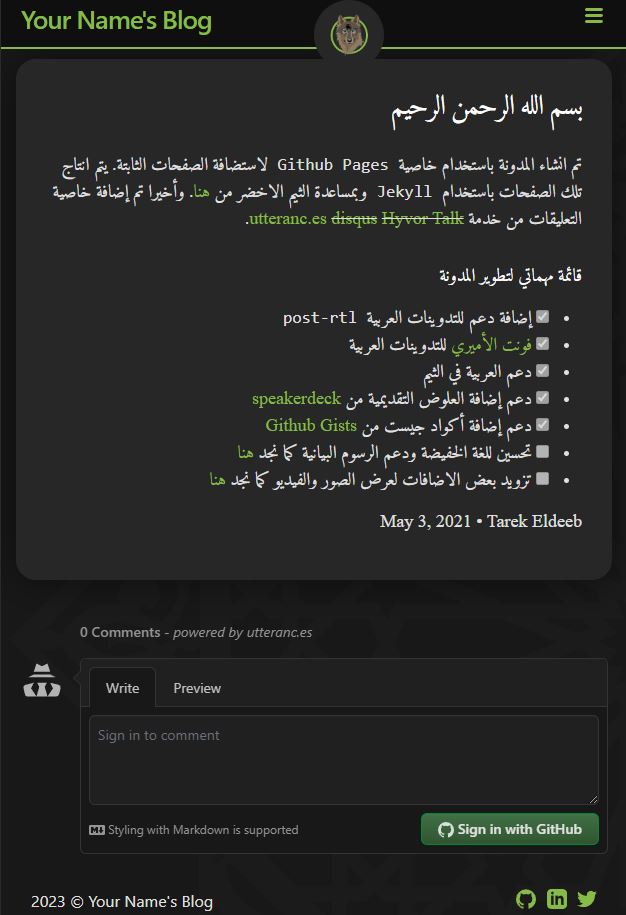 Your Name's Blog
بسم الله الرحمن الرحيم
تم انشاء المدونة باستخدام خاصية Github Pages لاستضافة الصفحات الثابتة. يتم انتاج
تلك الصفحات باستخدام Jekyll وبمساعدة الثيم الاخضر من هنا. وأخيرا تم إضافة خاصية
التعليقات من خدمة Hyvor Talk disqus utteranc.es.
قائمة مهماتي لتطوير المدونة
إضافة دعم للتدوينات العربية post-rtl
فونت الأميري للتدوينات العربية
دعم العربية في الثيم
دعم إضافة العلوض التقديمية من speakerdeck
دعم إضافة أكواد جيست من Github Gists
تحسين للغة الخفيضة ودعم الرسوم البيانية كما نجد هنا
تزويد بعض الاضافات لعرض الصور والفيديو كما نجد هنا
May 3, 2021 • Tarek Eldeeb
0 Comments - powered by utteranc.es
Write Preview
Sign in to comment
Styling with Markdown is supported
Sign in with GitHub
2023 © Your Name's Blog